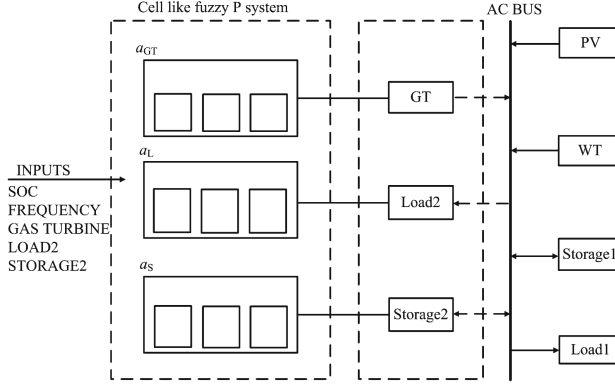 Cell like fuzzy P system
AC BUS
aGT
PV
GT
aL
WT
INPUTS
SOC
FREQUENCY
GAS TURBINE
LOAD2
STORAGE2
Load2
Storage1
aS
Storage2
Load1